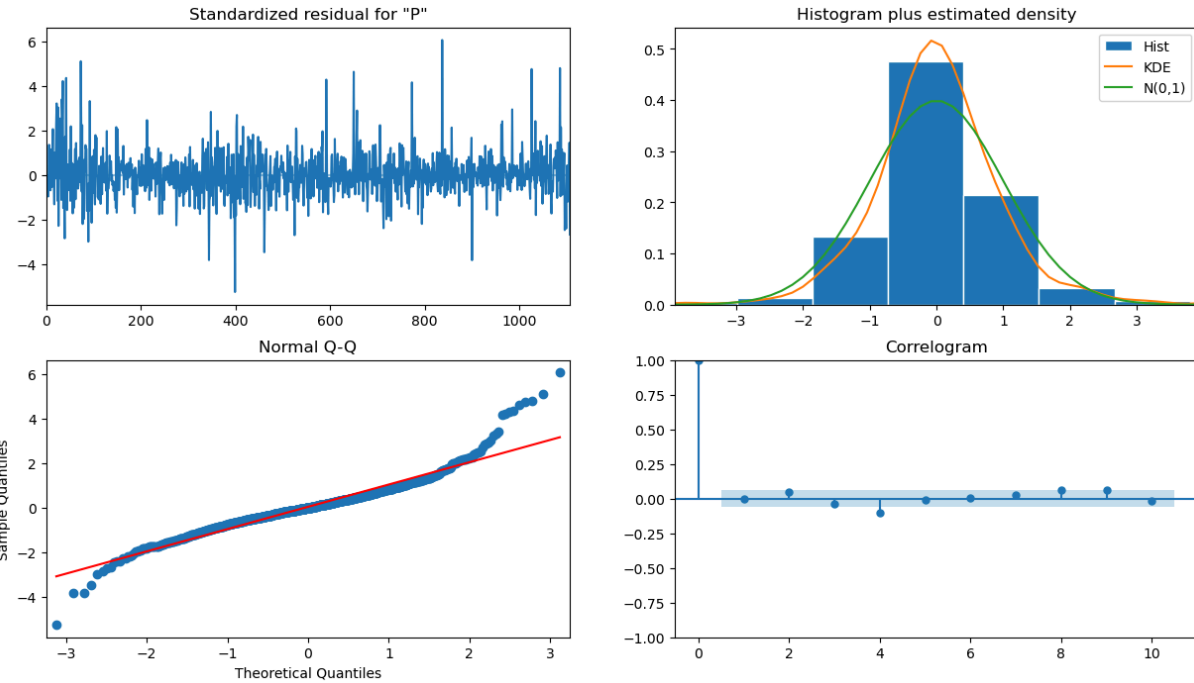 Standardized residual for "P"
6
4
2
0
−2
−4
0 200 400 600 800 1000
Histogram plus estimated density
0.5
0.4
0.3
0.2
0.1
0.0
Hist
KDE
N(0,1)
−3 −2 −1 0 1 2 3
Normal Q-Q
Sample Quantiles
6
4
2
0
−2
−4
−3 −2 −1 0 1 2 3
Theoretical Quantiles
Correlogram
1.00
0.75
0.50
0.25
0.00
−0.25
−0.50
−0.75
−1.00
0 2 4 6 8 10